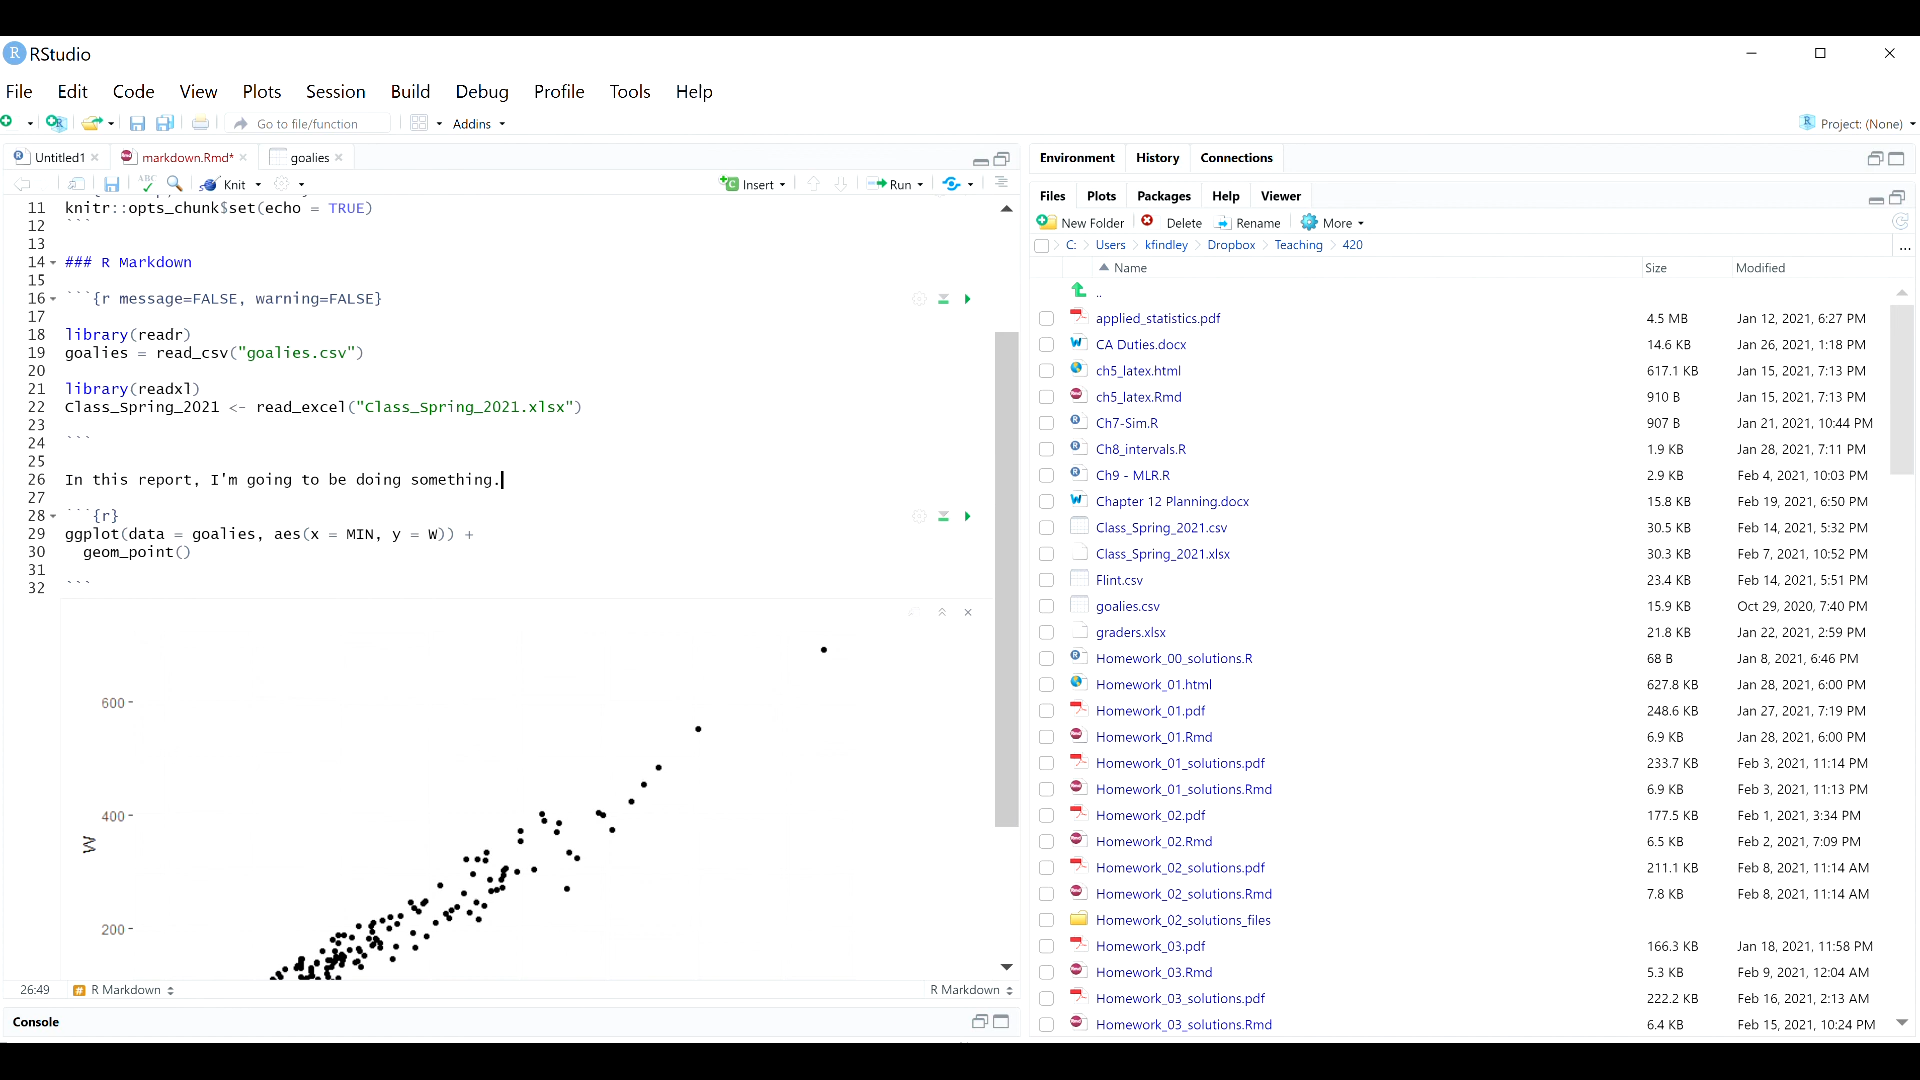 R RStudio
File Edit Code View Plots Session Build Debug Profile Tools Help
Go to file/function Addins Project: (None)
Untitled1 markdown.Rmd* goalies
Environment History Connections
Knit Insert Run
Files Plots Packages Help Viewer
New Folder Delete Rename More
C: Users kfindley Dropbox Teaching 420 ...
Name Size Modified
11 knitr::opts_chunk$set(echo = TRUE)
12 ```
13
14 ### R Markdown
15
16 ```{r message=FALSE, warning=FALSE}
17
18 library(readr)
19 goalies = read_csv("goalies.csv")
20
21 library(readxl)
22 Class_Spring_2021 <- read_excel("Class_Spring_2021.xlsx")
23
24 ```
25
26 In this report, I'm going to be doing something.
27
28 ```{r}
29 ggplot(data = goalies, aes(x = MIN, y = W)) +
30 geom_point()
31
32 ```
600
400
W
200
26:49 R Markdown R Markdown
Console
..
applied_statistics.pdf 4.5 MB Jan 12, 2021, 6:27 PM
CA Duties.docx 14.6 KB Jan 26, 2021, 1:18 PM
ch5_latex.html 617.1 KB Jan 15, 2021, 7:13 PM
ch5_latex.Rmd 910 B Jan 15, 2021, 7:13 PM
Ch7-Sim.R 907 B Jan 21, 2021, 10:44 PM
Ch8_intervals.R 1.9 KB Jan 28, 2021, 7:11 PM
Ch9 - MLR.R 2.9 KB Feb 4, 2021, 10:03 PM
Chapter 12 Planning.docx 15.8 KB Feb 19, 2021, 6:50 PM
Class_Spring_2021.csv 30.5 KB Feb 14, 2021, 5:32 PM
Class_Spring_2021.xlsx 30.3 KB Feb 7, 2021, 10:52 PM
Flint.csv 23.4 KB Feb 14, 2021, 5:51 PM
goalies.csv 15.9 KB Oct 29, 2020, 7:40 PM
graders.xlsx 21.8 KB Jan 22, 2021, 2:59 PM
Homework_00_solutions.R 68 B Jan 8, 2021, 6:46 PM
Homework_01.html 627.8 KB Jan 28, 2021, 6:00 PM
Homework_01.pdf 248.6 KB Jan 27, 2021, 7:19 PM
Homework_01.Rmd 6.9 KB Jan 28, 2021, 6:00 PM
Homework_01_solutions.pdf 233.7 KB Feb 3, 2021, 11:14 PM
Homework_01_solutions.Rmd 6.9 KB Feb 3, 2021, 11:13 PM
Homework_02.pdf 177.5 KB Feb 1, 2021, 3:34 PM
Homework_02.Rmd 6.5 KB Feb 2, 2021, 7:09 PM
Homework_02_solutions.pdf 211.1 KB Feb 8, 2021, 11:14 AM
Homework_02_solutions.Rmd 7.8 KB Feb 8, 2021, 11:14 AM
Homework_02_solutions_files
Homework_03.pdf 166.3 KB Jan 18, 2021, 11:58 PM
Homework_03.Rmd 5.3 KB Feb 9, 2021, 12:04 AM
Homework_03_solutions.pdf 222.2 KB Feb 16, 2021, 2:13 AM
Homework_03_solutions.Rmd 6.4 KB Feb 15, 2021, 10:24 PM